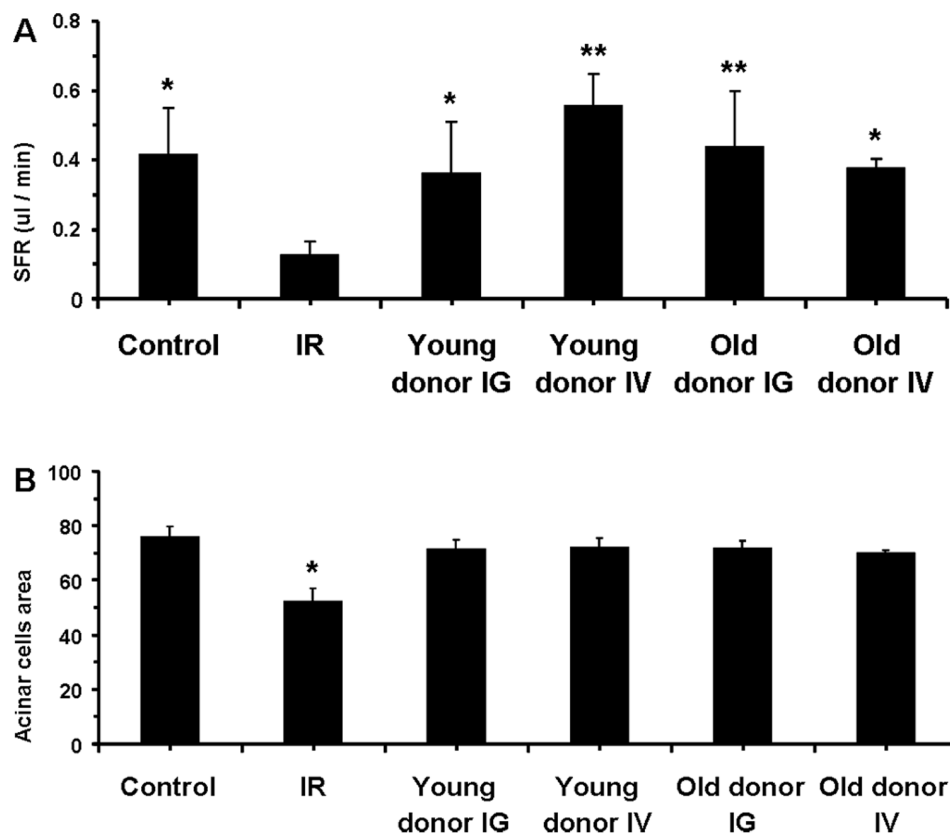 A
SFR (ul / min)
0.8
0.6
0.4
0.2
0
*
*
**
**
*
Control
IR
Young
donor IG
Young
donor IV
Old
donor IG
Old
donor IV
B
Acinar cells area
100
80
60
40
20
0
*
Control
IR
Young
donor IG
Young
donor IV
Old donor
IG
Old donor
IV